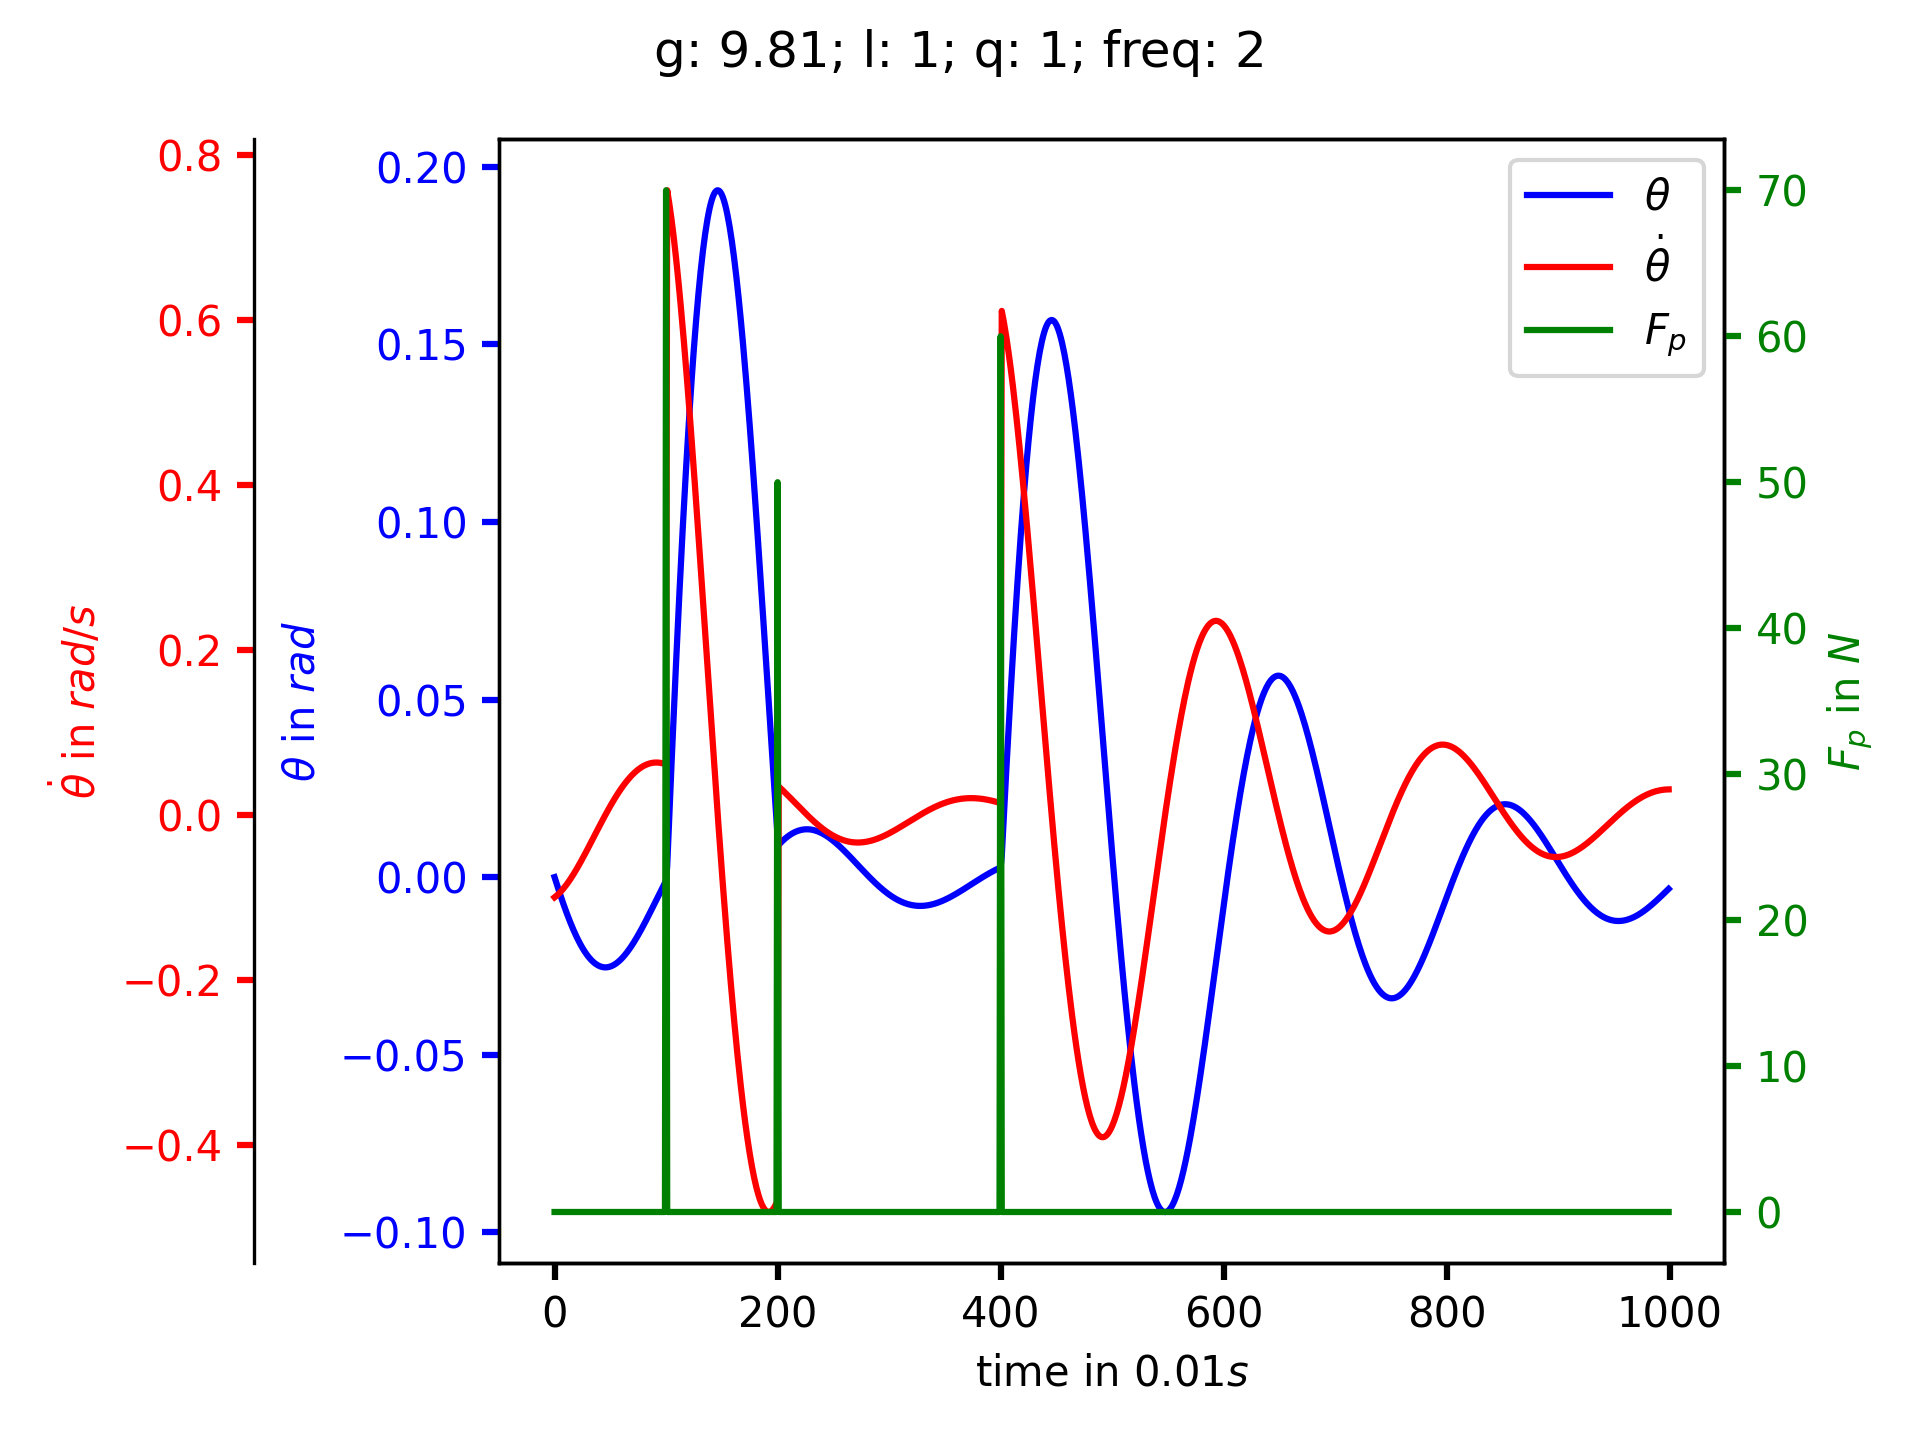 g: 9.81; l: 1; q: 1; freq: 2
0.8
0.6
0.4
0.2
0.0
−0.2
−0.4
θ̇ in rad/s
0.20
0.15
0.10
0.05
0.00
−0.05
−0.10
θ in rad
θ
θ̇
F_p
70
60
50
40
30
20
10
0
F_p in N
0 200 400 600 800 1000
time in 0.01s